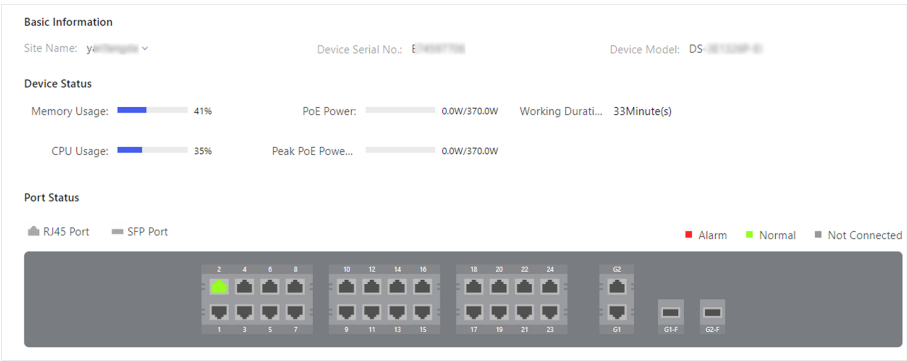 Basic Information
Site Name: Device Serial No.: Device Model: DS-
Device Status
Memory Usage: 41% PoE Power: 0.0W/370.0W Working Durati... 33Minute(s)
CPU Usage: 35% Peak PoE Powe... 0.0W/370.0W
Port Status
RJ45 Port SFP Port Alarm Normal Not Connected
2 4 6 8 10 12 14 16 18 20 22 24 G2
1 3 5 7 9 11 13 15 17 19 21 23 G1 G1-F G2-F